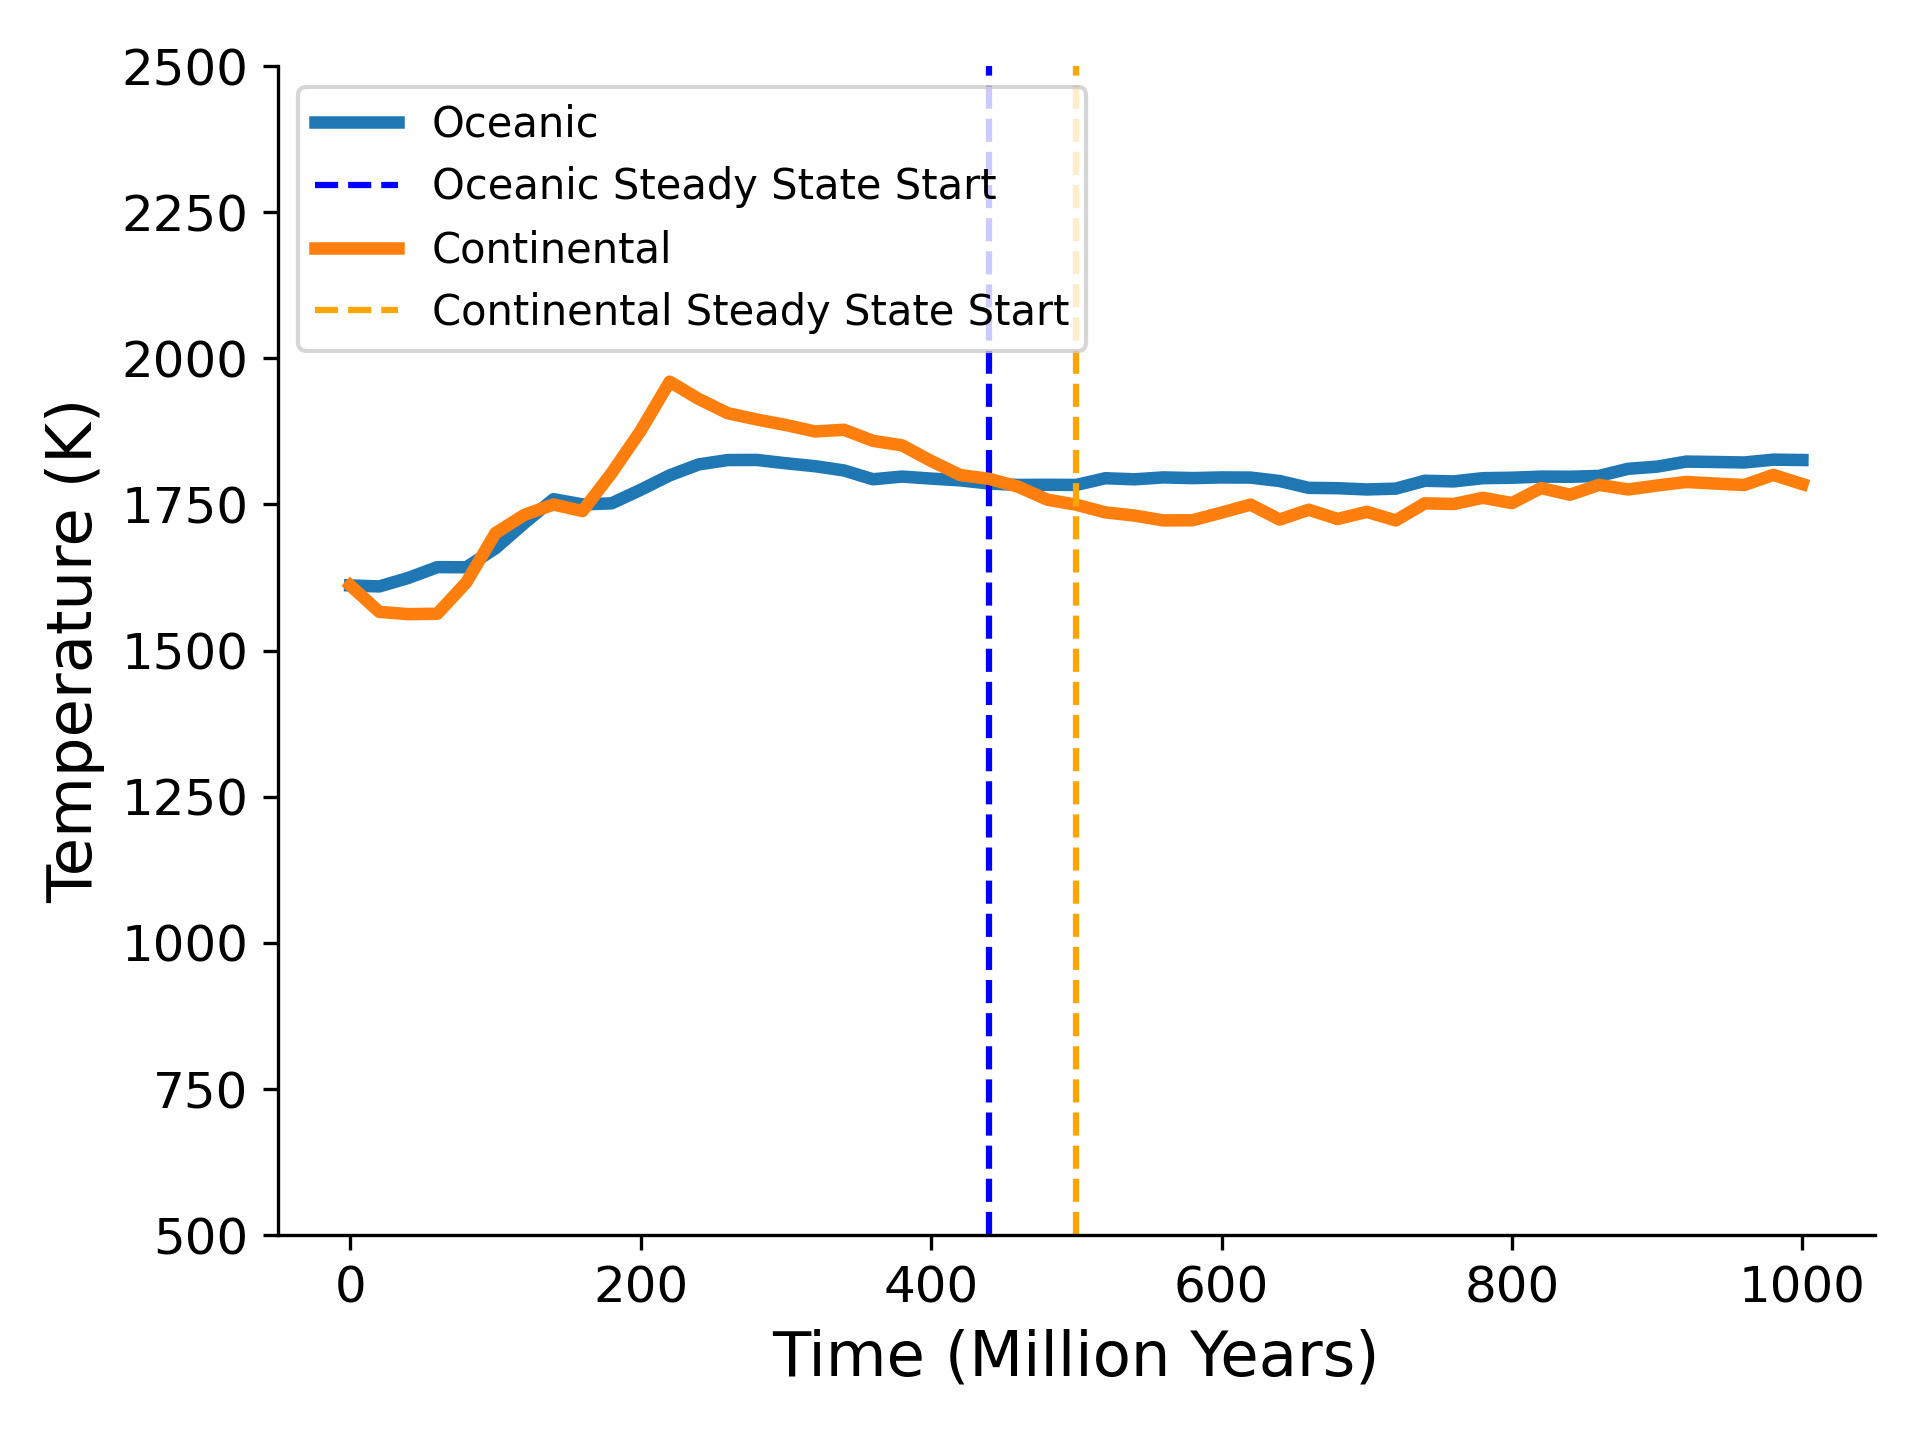 2500
2250
2000
1750
1500
1250
1000
750
500
Temperature (K)
Oceanic
Oceanic Steady State Start
Continental
Continental Steady State Start
0 200 400 600 800 1000
Time (Million Years)